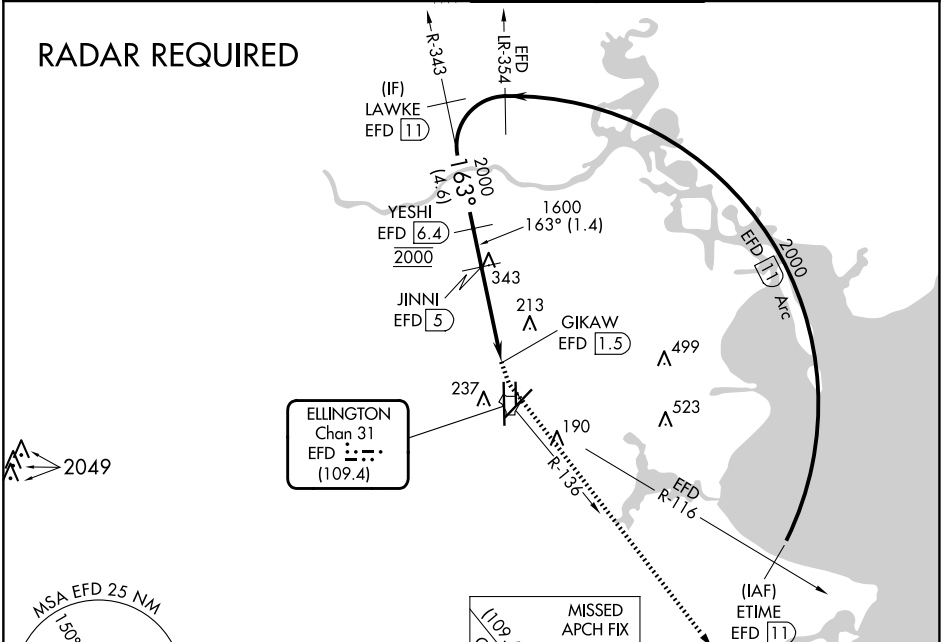 RADAR REQUIRED
R-343
EFD
LR-354
(IF)
LAWKE
EFD 11
2000
163°
(4.6)
YESHI
EFD 6.4
2000
1600
163° (1.4)
343
JINNI
EFD 5
213
GIKAW
EFD 1.5
499
EFD 11 Arc
2000
237
ELLINGTON
Chan 31
EFD
(109.4)
190
523
R-136
EFD
R-116
2049
(IAF)
ETIME
EFD 11
MSA EFD 25 NM
150°
MISSED
APCH FIX